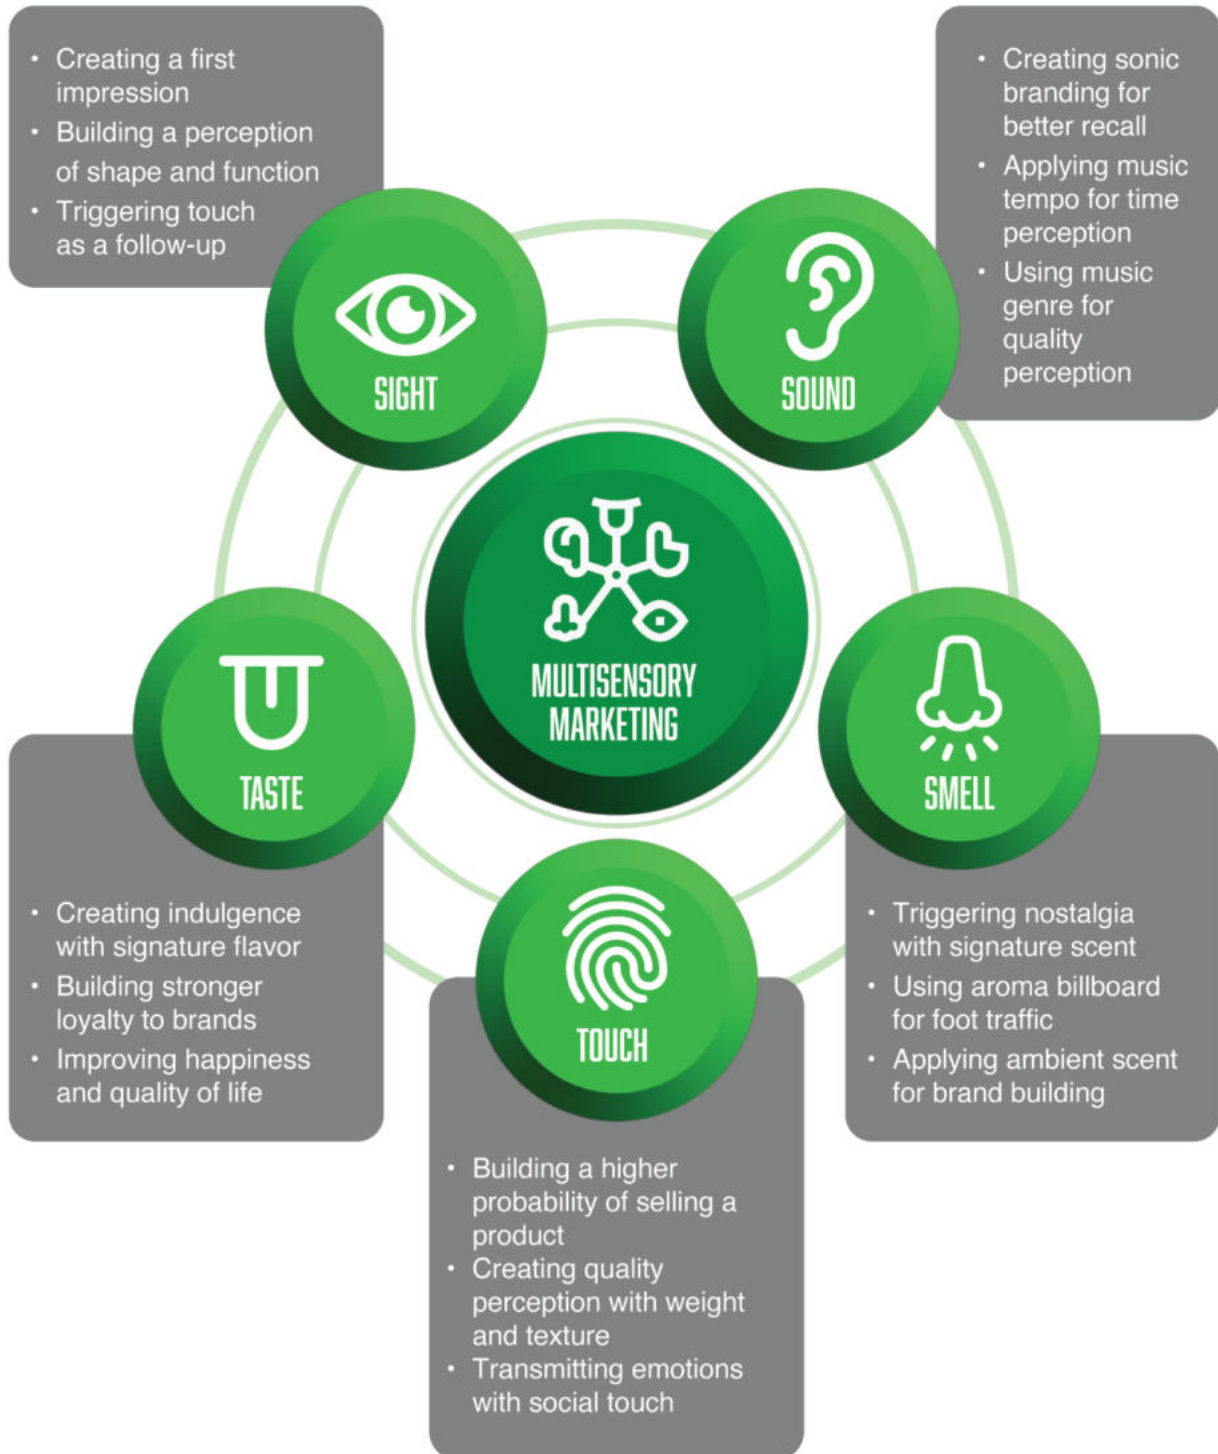 • Creating a first
impression
• Building a perception
of shape and function
• Triggering touch
as a follow-up
SIGHT
• Creating sonic
branding for
better recall
• Applying music
tempo for time
perception
• Using music
genre for
quality
perception
SOUND
MULTISENSORY
MARKETING
TASTE
• Creating indulgence
with signature flavor
• Building stronger
loyalty to brands
• Improving happiness
and quality of life
SMELL
• Triggering nostalgia
with signature scent
• Using aroma billboard
for foot traffic
• Applying ambient scent
for brand building
TOUCH
• Building a higher
probability of selling a
product
• Creating quality
perception with weight
and texture
• Transmitting emotions
with social touch